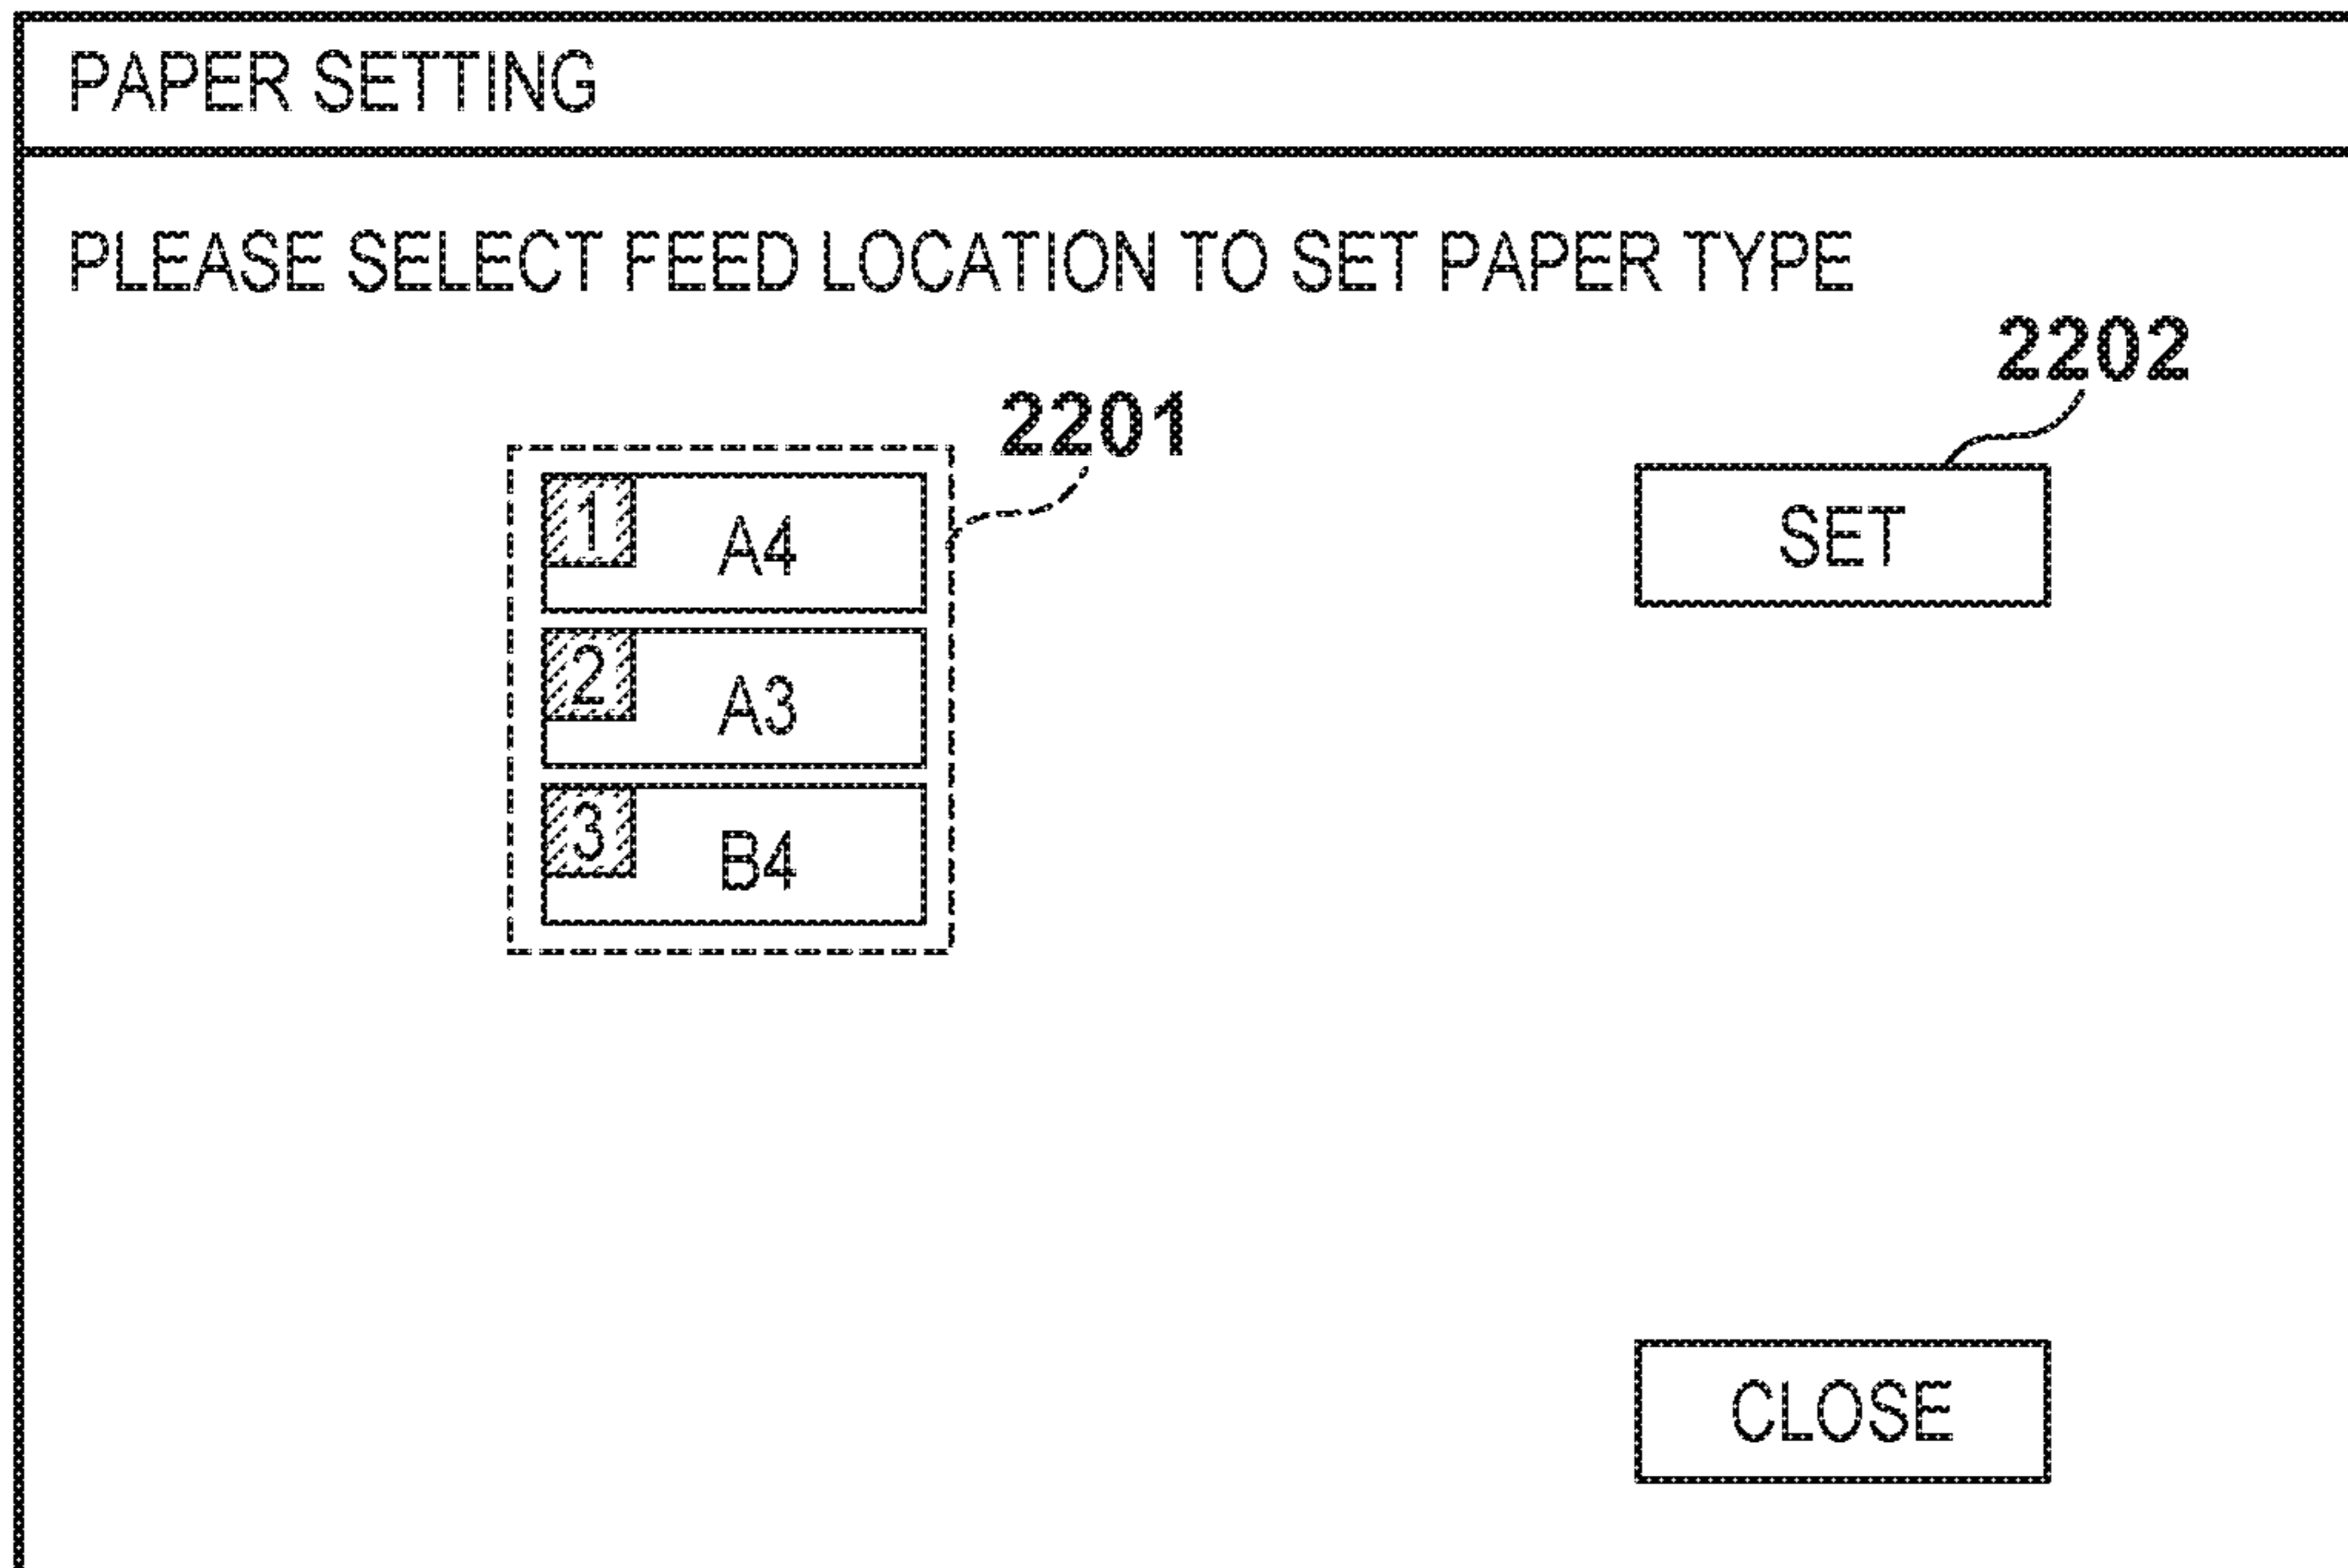 PAPER SETTING
PLEASE SELECT FEED LOCATION TO SET PAPER TYPE
2202
2201
1 A4
SET
2 A3
3 B4
CLOSE